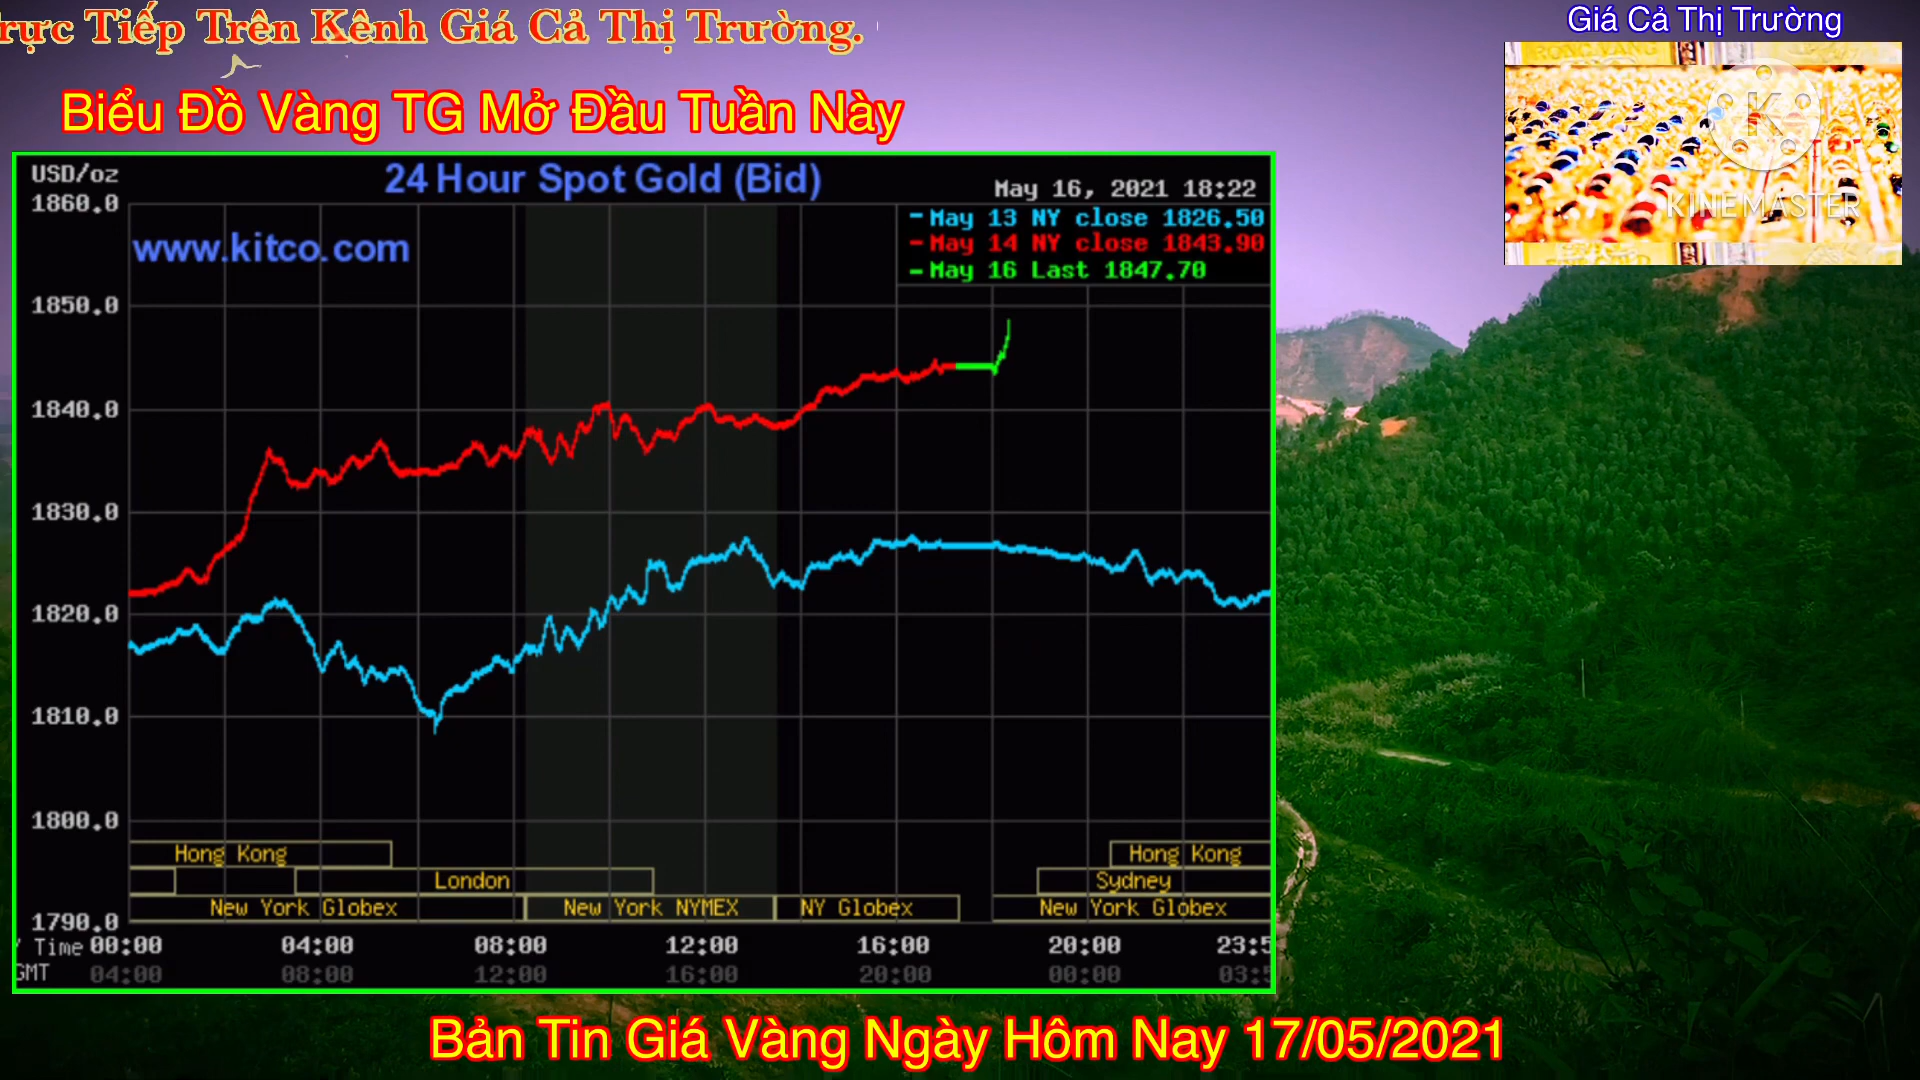 Tiếp Trên Kênh Giá Cả Thị Trường.
Giá Cả Thị Trường
Biểu Đồ Vàng TG Mở Đầu Tuần Này
K
KINEMASTER
USD/oz
24 Hour Spot Gold (Bid)
May 16, 2021 18:22
www.kitco.com
May 13 NY close 1826.50
May 14 NY close 1843.90
May 16 Last 1847.70
1860.0
1850.0
1840.0
1830.0
1820.0
1810.0
1800.0
1790.0
Hong Kong
Hong Kong
London
Sydney
New York Globex
New York NYMEX
NY Globex
New York Globex
Time 00:00 04:00 08:00 12:00 16:00 20:00 23:5
GMT 04:00 08:00 12:00 16:00 20:00 00:00 03:5
Bản Tin Giá Vàng Ngày Hôm Nay 17/05/2021